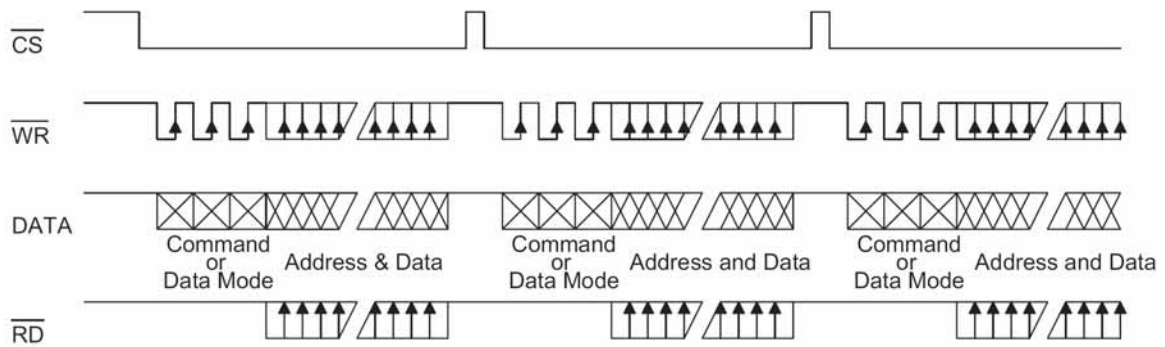 CS
WR
DATA
Command
or
Data Mode
Address & Data
Command
or
Data Mode
Address and Data
Command
or
Data Mode
Address and Data
RD